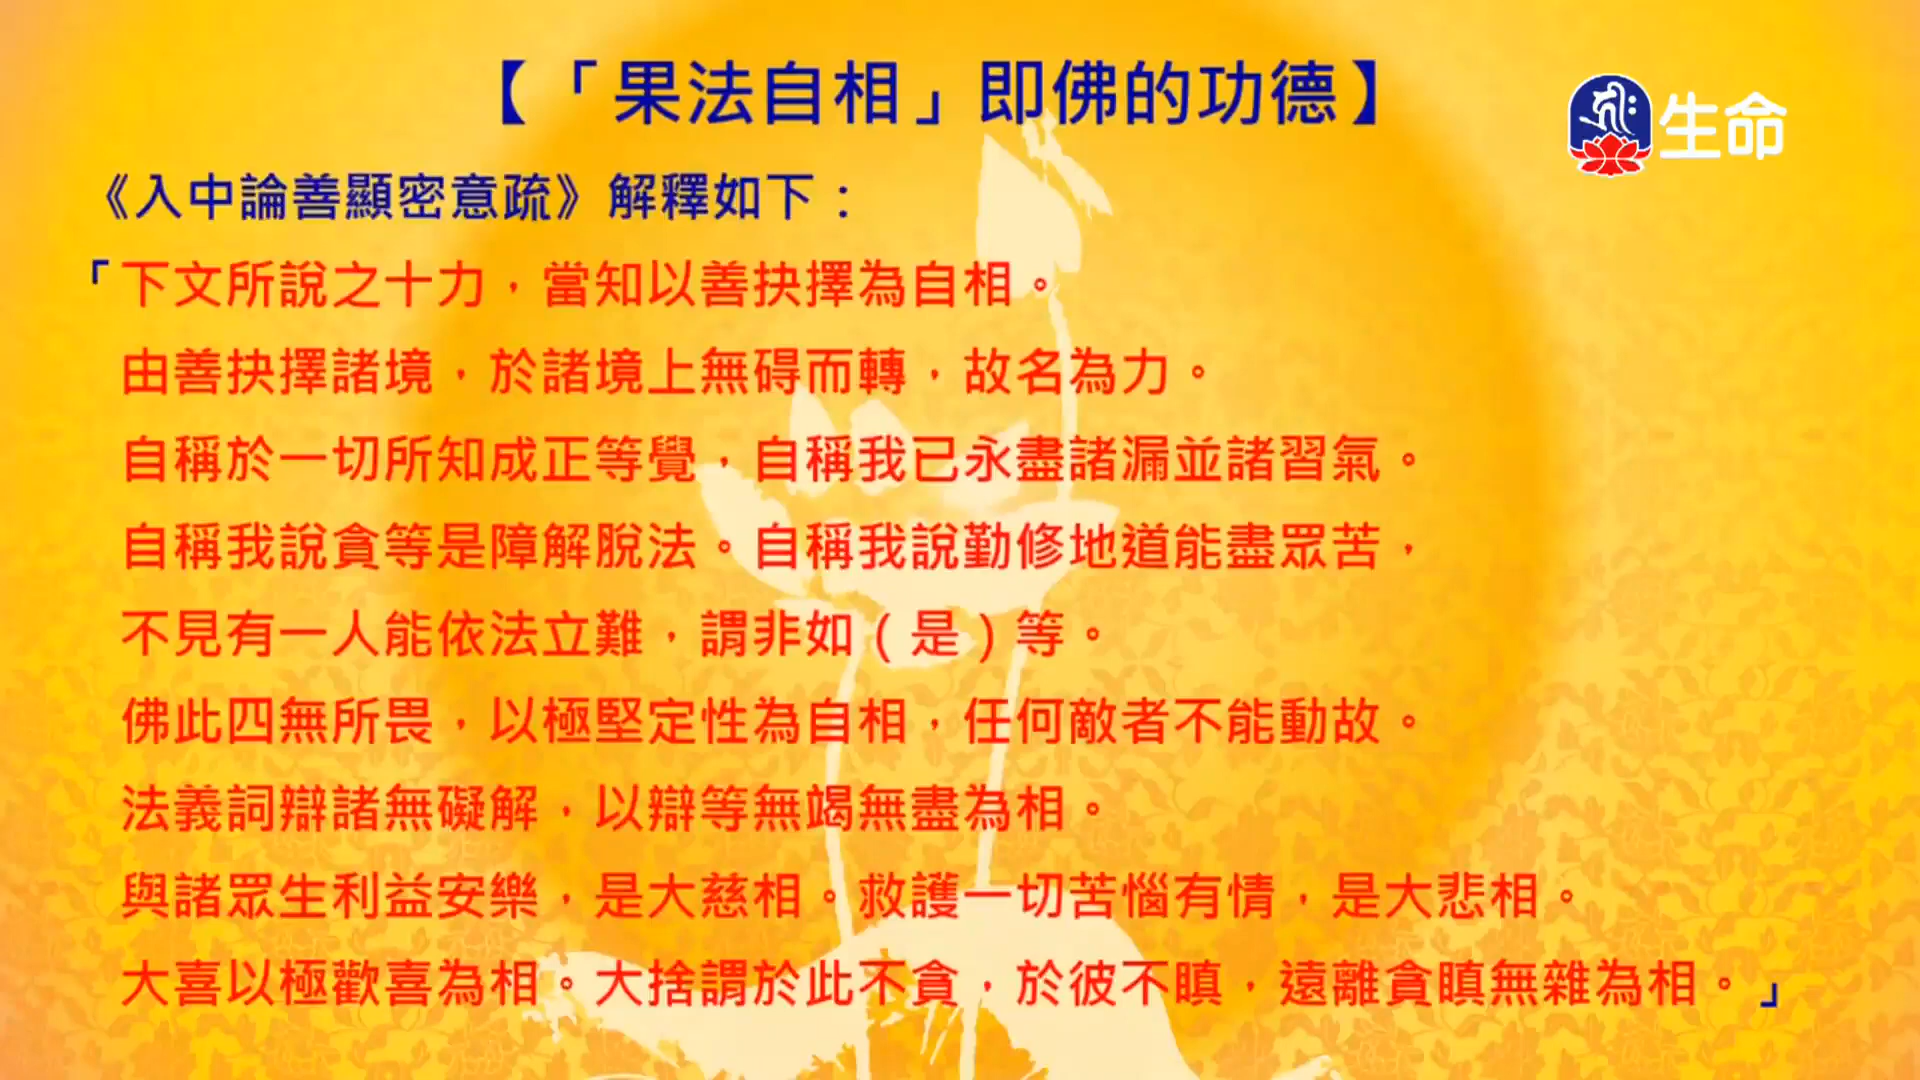 【「果法自相」即佛的功德】
生命
《入中論善顯密意疏》解釋如下：
「下文所說之十力，當知以善抉擇為自相。
由善抉擇諸境，於諸境上無碍而轉，故名為力。
自稱於一切所知成正等覺，自稱我已永盡諸漏並諸習氣。
自稱我說貪等是障解脫法。自稱我說勤修地道能盡眾苦，
不見有一人能依法立難，謂非如（是）等。
佛此四無所畏，以極堅定性為自相，任何敵者不能動故。
法義詞辯諸無礙解，以辯等無竭無盡為相。
與諸眾生利益安樂，是大慈相。救護一切苦惱有情，是大悲相。
大喜以極歡喜為相。大捨謂於此不貪，於彼不瞋，遠離貪瞋無雜為相。」